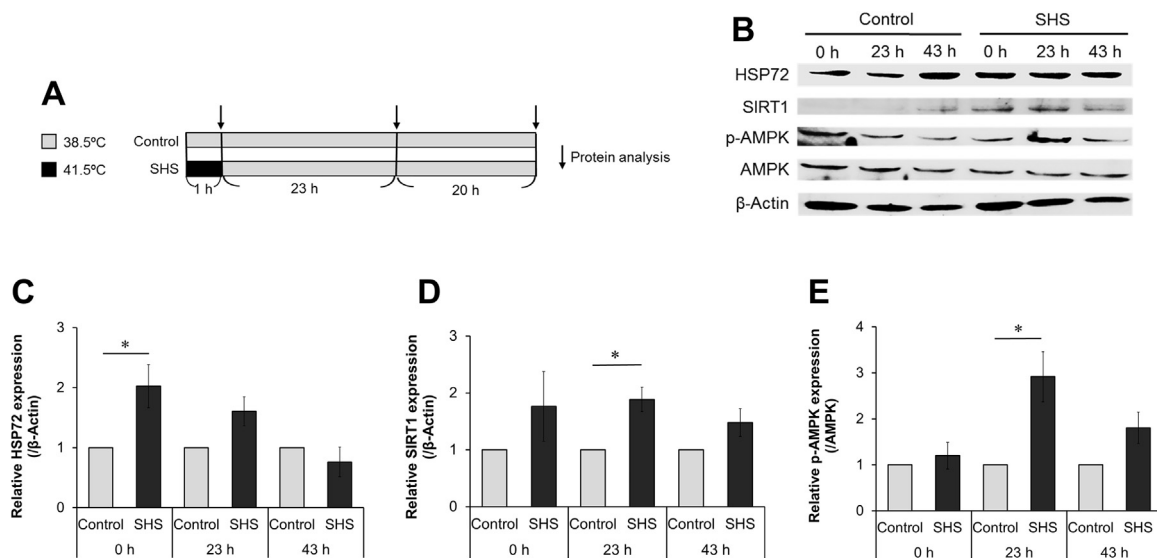 A
38.5ºC
41.5ºC
Control
SHS
1 h
23 h
20 h
Protein analysis
B
Control SHS
0 h 23 h 43 h 0 h 23 h 43 h
HSP72
SIRT1
p-AMPK
AMPK
β-Actin
C
Relative HSP72 expression
(/β-Actin)
3
2
1
0
*
Control SHS Control SHS Control SHS
0 h 23 h 43 h
D
Relative SIRT1 expression
(/β-Actin)
3
2
1
0
*
Control SHS Control SHS Control SHS
0 h 23 h 43 h
E
Relative p-AMPK expression
(/AMPK)
4
3
2
1
0
*
Control SHS Control SHS Control SHS
0 h 23 h 43 h